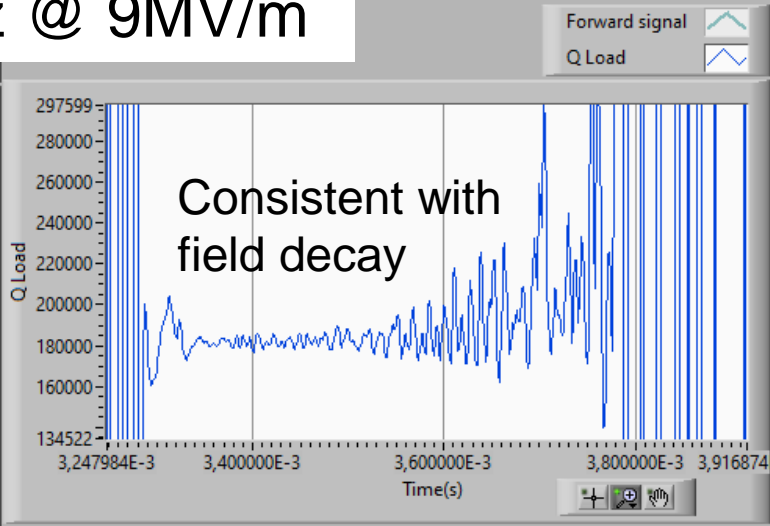 @ 9MV/m
Forward signal
Q Load
297599
280000
260000
240000
220000
200000
180000
160000
134522
Q Load
Consistent with
field decay
3,247984E-3
3,400000E-3
3,600000E-3
3,800000E-3
3,916874
Time(s)